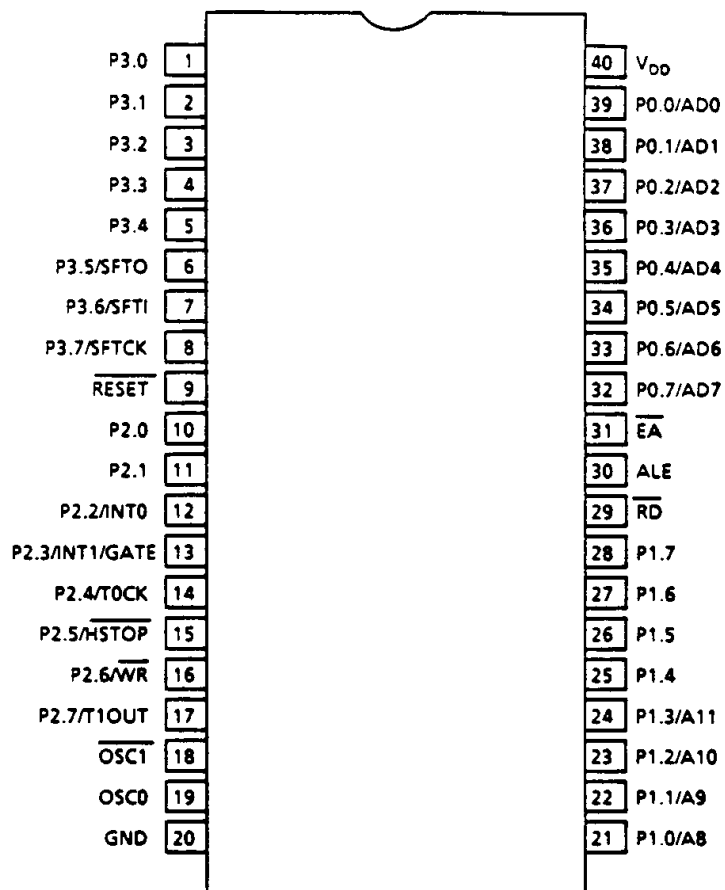 P3.0 1 40 VDD
P3.1 2 39 P0.0/AD0
P3.2 3 38 P0.1/AD1
P3.3 4 37 P0.2/AD2
P3.4 5 36 P0.3/AD3
P3.5/SFTO 6 35 P0.4/AD4
P3.6/SFTI 7 34 P0.5/AD5
P3.7/SFTCK 8 33 P0.6/AD6
R̅E̅S̅E̅T̅ 9 32 P0.7/AD7
P2.0 10 31 E̅A̅
P2.1 11 30 ALE
P2.2/INT0 12 29 R̅D̅
P2.3/INT1/GATE 13 28 P1.7
P2.4/T0CK 14 27 P1.6
P2.5/H̅S̅T̅O̅P̅ 15 26 P1.5
P2.6/W̅R̅ 16 25 P1.4
P2.7/T1OUT 17 24 P1.3/A11
O̅S̅C̅1̅ 18 23 P1.2/A10
OSC0 19 22 P1.1/A9
GND 20 21 P1.0/A8